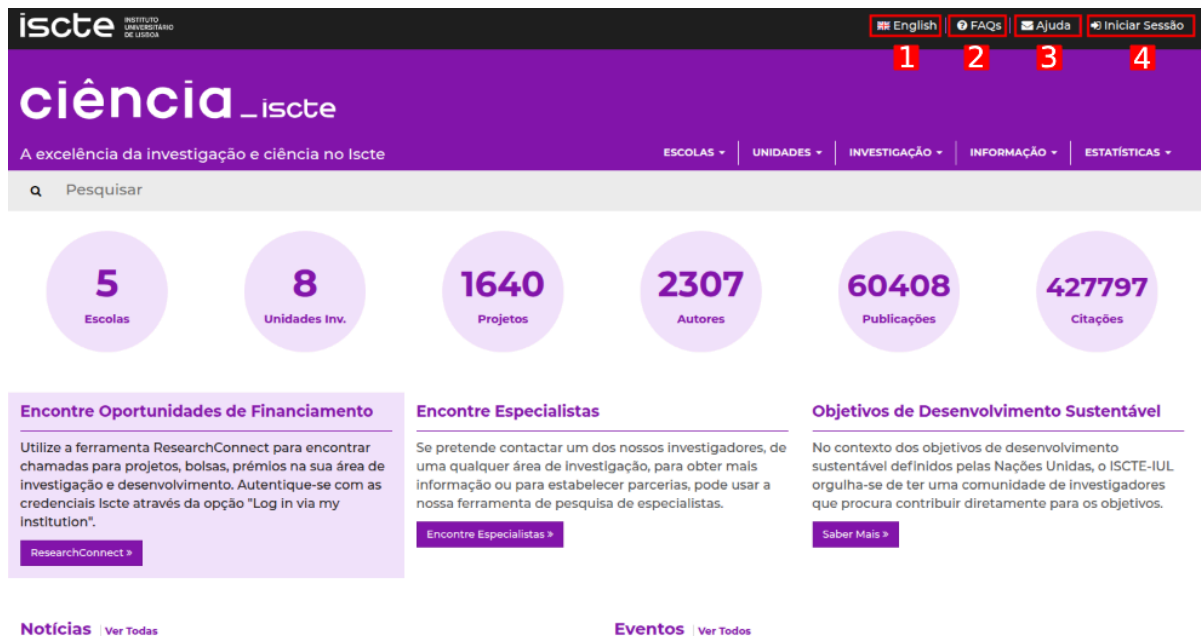 iscte INSTITUTO
UNIVERSITÁRIO
DE LISBOA
English | FAQs | Ajuda Iniciar Sessão
1 2 3 4
ciência_iscte
A excelência da investigação e ciência no Iscte
ESCOLAS UNIDADES INVESTIGAÇÃO INFORMAÇÃO ESTATÍSTICAS
Pesquisar
5
Escolas
8
Unidades Inv.
1640
Projetos
2307
Autores
60408
Publicações
427797
Citações
Encontre Oportunidades de Financiamento
Utilize a ferramenta ResearchConnect para encontrar
chamadas para projetos, bolsas, prémios na sua área de
investigação e desenvolvimento. Autentique-se com as
credenciais Iscte através da opção "Log in via my
institution".
ResearchConnect »
Encontre Especialistas
Se pretende contactar um dos nossos investigadores, de
uma qualquer área de investigação, para obter mais
informação ou para estabelecer parcerias, pode usar a
nossa ferramenta de pesquisa de especialistas.
Encontre Especialistas »
Objetivos de Desenvolvimento Sustentável
No contexto dos objetivos de desenvolvimento
sustentável definidos pelas Nações Unidas, o ISCTE-IUL
orgulha-se de ter uma comunidade de investigadores
que procura contribuir diretamente para os objetivos.
Saber Mais »
Notícias | Ver Todas
Eventos | Ver Todos